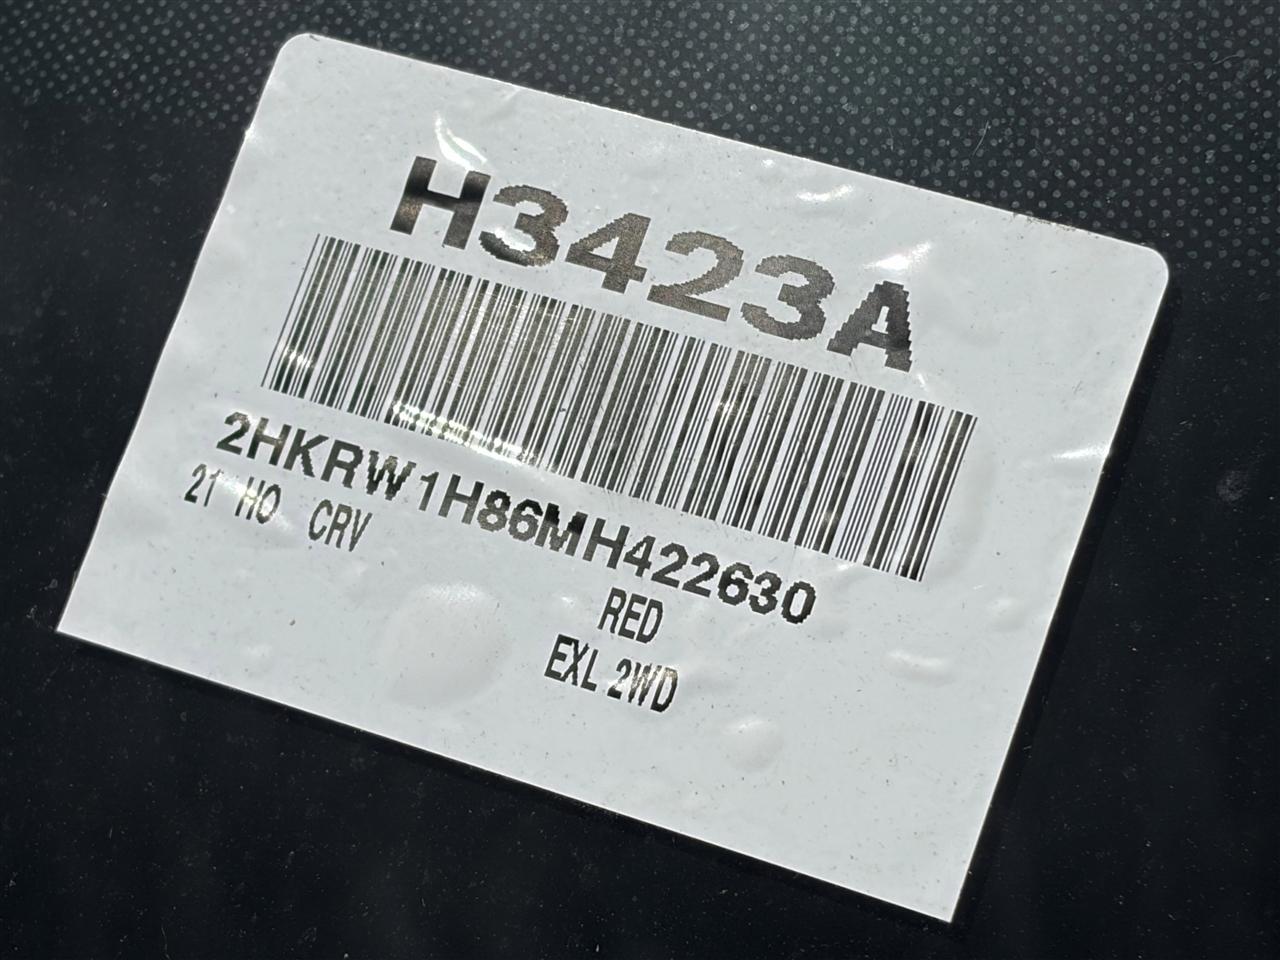 H3423A
2HKRW1H86MH422630
21 HO CRV
RED
EXL 2WD